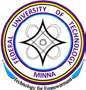 FEDERAL UNIVERSITY OF TECHNOLOGY
MINNA
Technology for Empowerment